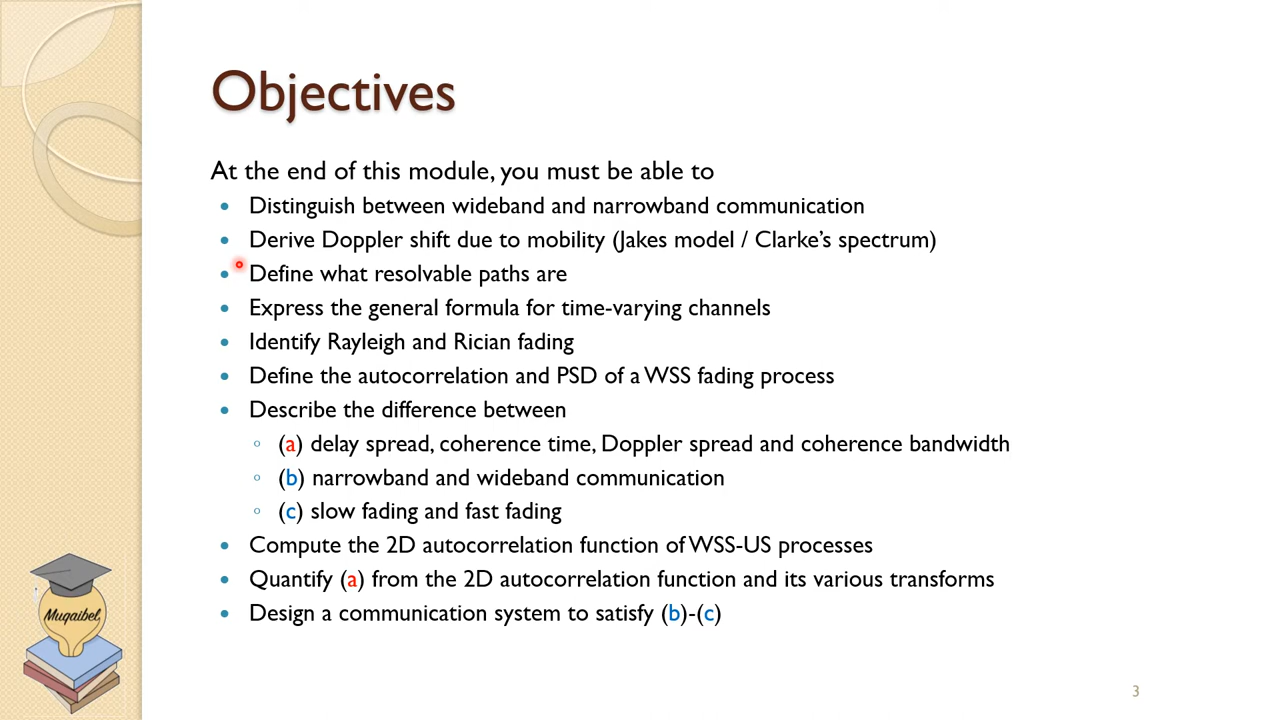 Objectives
At the end of this module, you must be able to
• Distinguish between wideband and narrowband communication
• Derive Doppler shift due to mobility (Jakes model / Clarke's spectrum)
• Define what resolvable paths are
• Express the general formula for time-varying channels
• Identify Rayleigh and Rician fading
• Define the autocorrelation and PSD of a WSS fading process
• Describe the difference between
◦ (a) delay spread, coherence time, Doppler spread and coherence bandwidth
◦ (b) narrowband and wideband communication
◦ (c) slow fading and fast fading
• Compute the 2D autocorrelation function of WSS-US processes
• Quantify (a) from the 2D autocorrelation function and its various transforms
• Design a communication system to satisfy (b)-(c)
Muqaibel
3